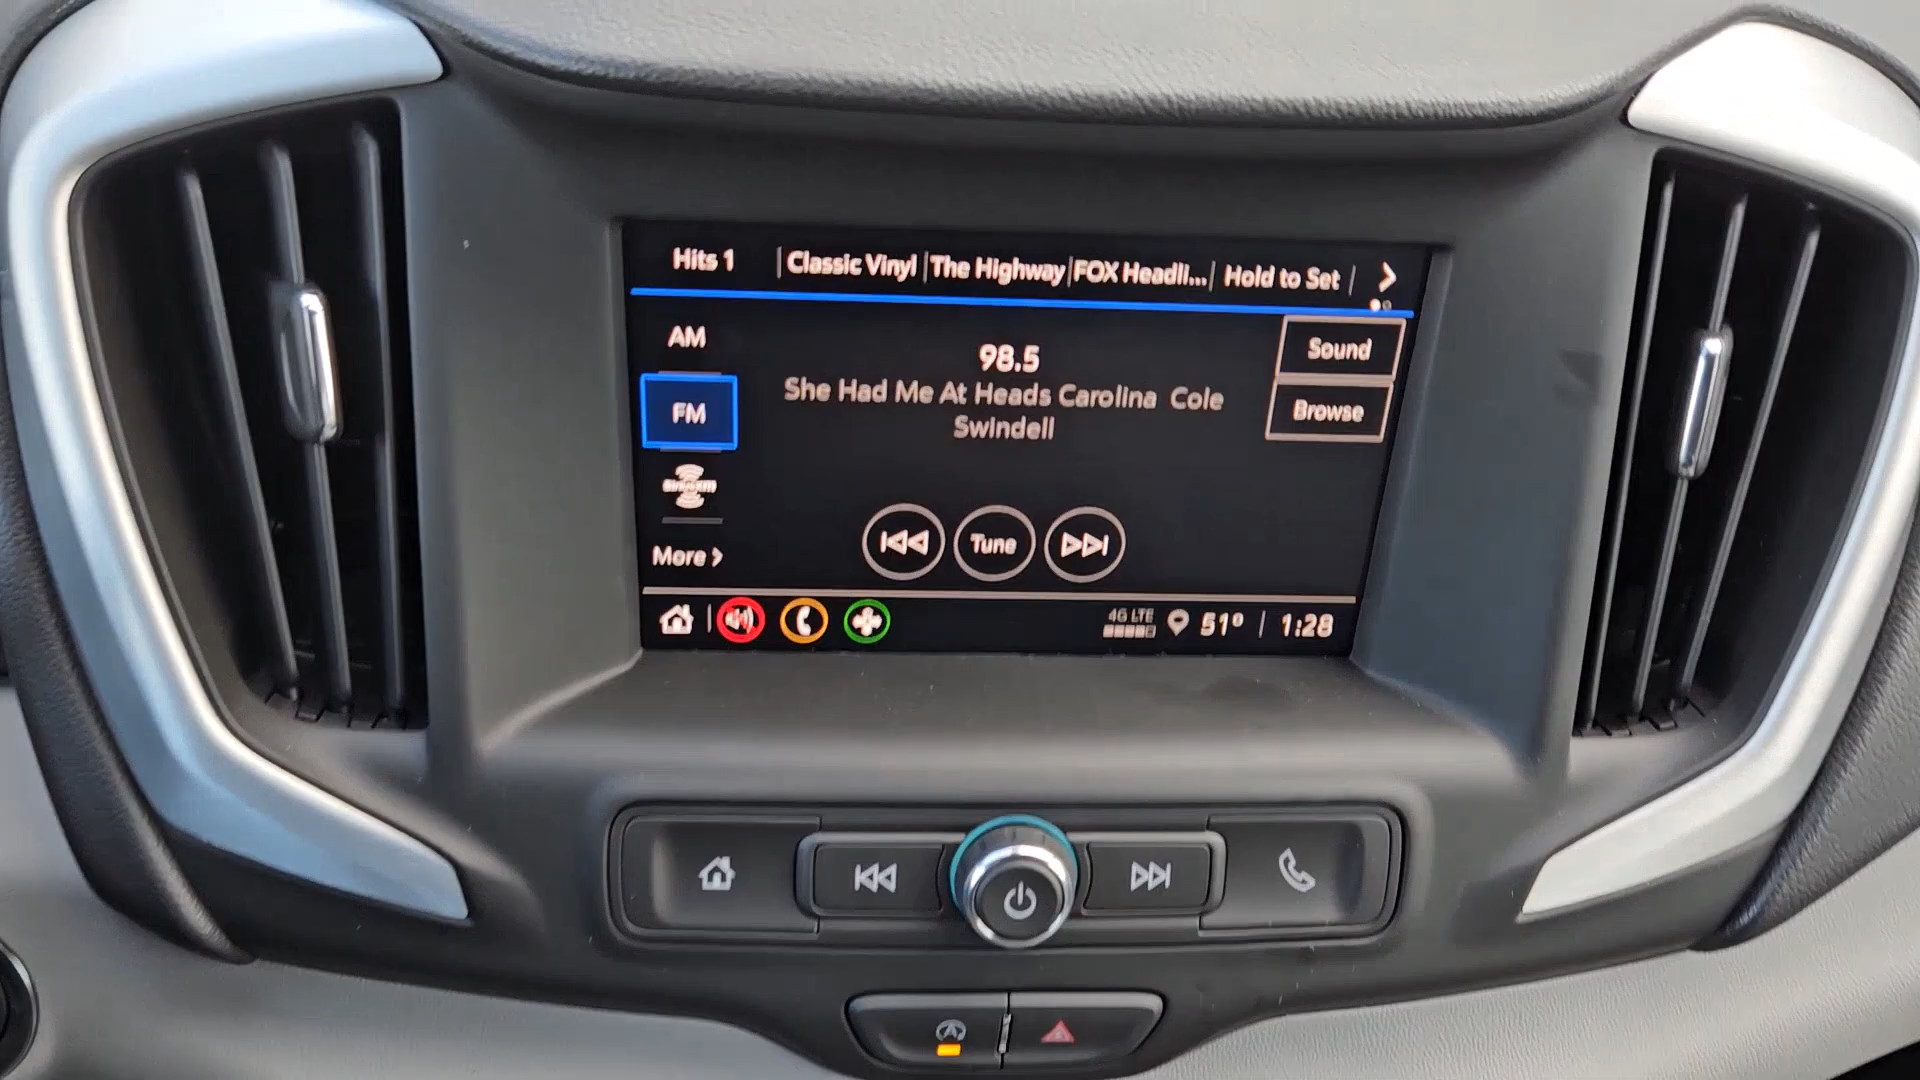 Hits 1 | Classic Vinyl | The Highway | FOX Headli... | Hold to Set |
AM
98.5
Sound
She Had Me At Heads Carolina Cole
Swindell
FM
Browse
SiriusXM
Tune
More
4G LTE 51° | 1:28